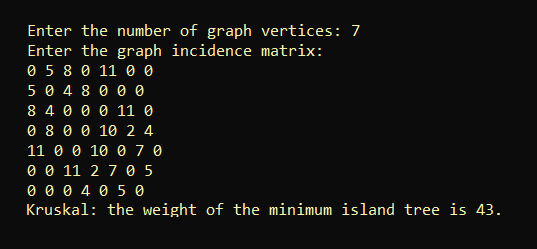 Enter the number of graph vertices: 7
Enter the graph incidence matrix:
0 5 8 0 11 0 0
5 0 4 8 0 0 0
8 4 0 0 0 11 0
0 8 0 0 10 2 4
11 0 0 10 0 7 0
0 0 11 2 7 0 5
0 0 0 4 0 5 0
Kruskal: the weight of the minimum island tree is 43.